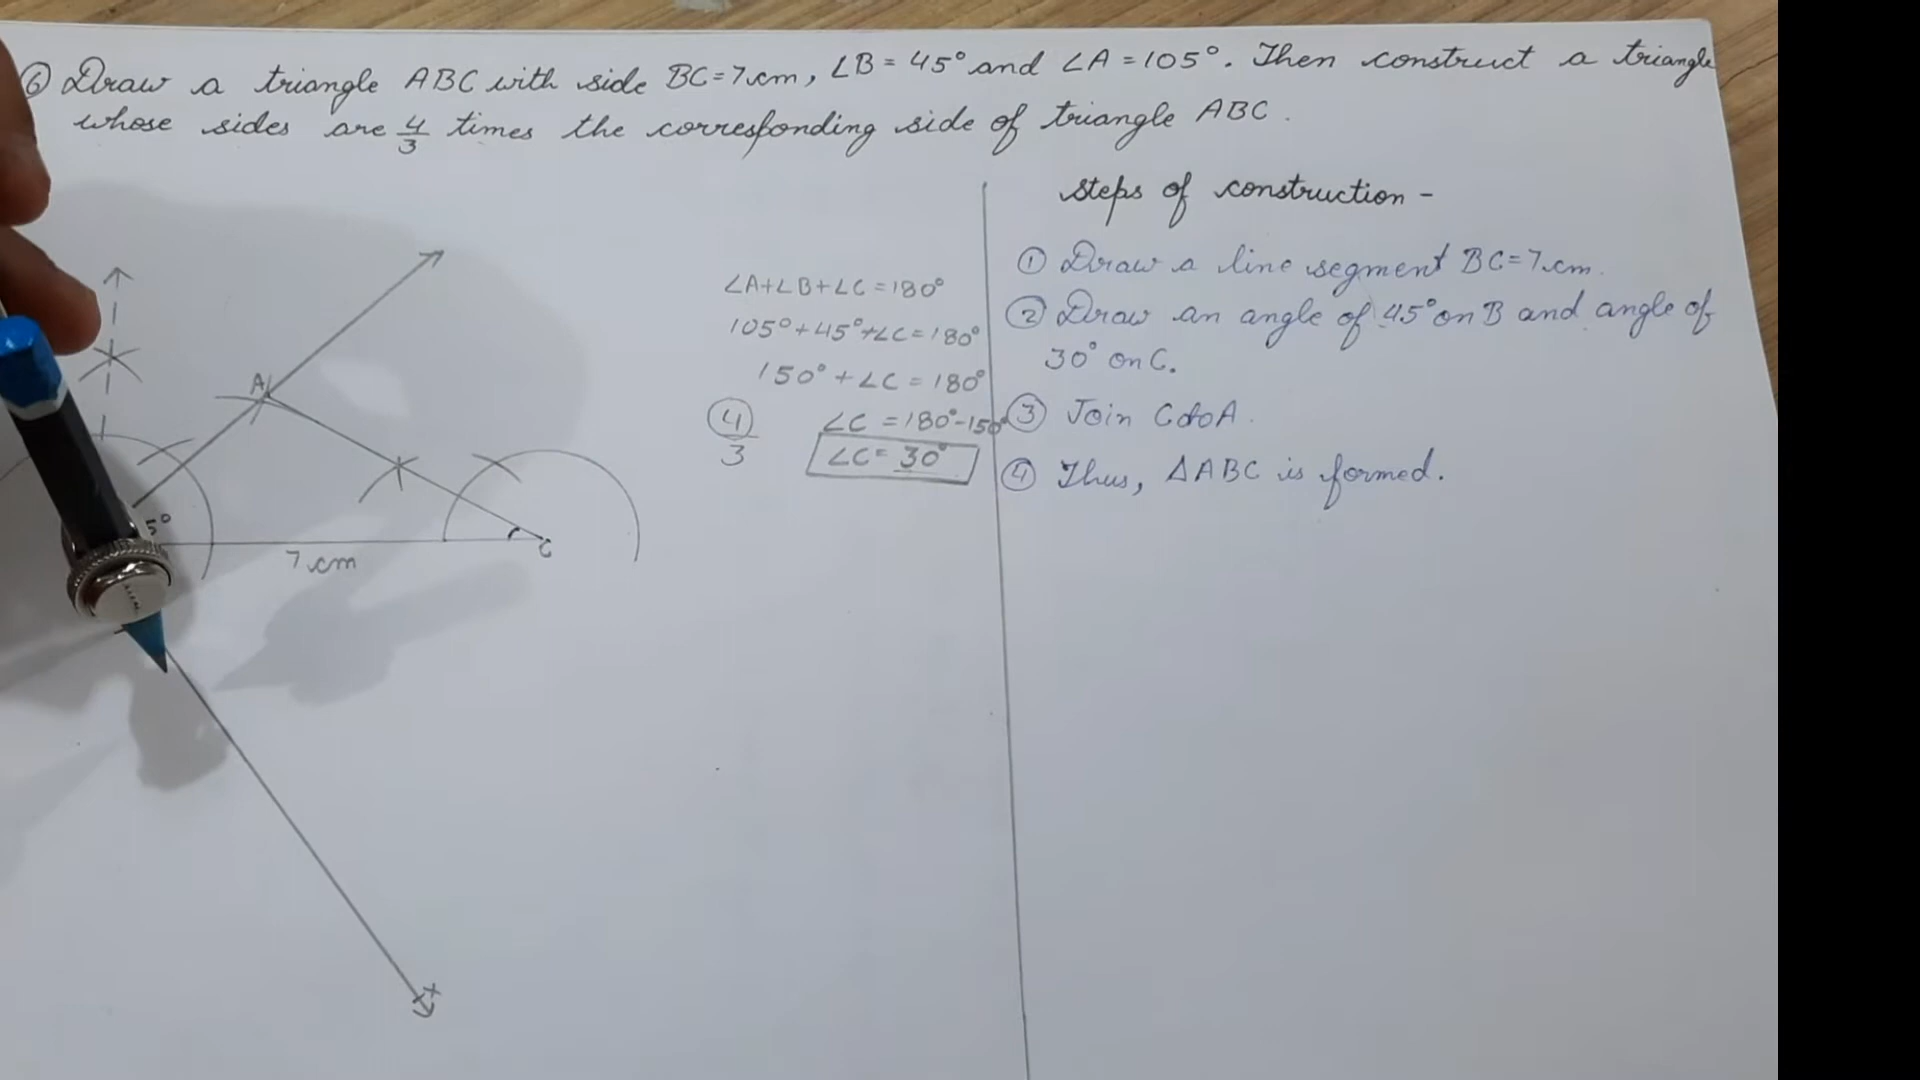 6 Draw a triangle ABC with side BC=7cm, ∠B = 45° and ∠A = 105°. Then construct a triangle
whose sides are 4/3 times the corresponding side of triangle ABC.
A
5°
7 cm
C
X
∠A+∠B+∠C=180°
105°+45°+∠C=180°
150°+∠C=180°
∠C=180°-150°
∠C=30°
4
3
steps of construction -
① Draw a line segment BC=7cm.
② Draw an angle of 45° on B and angle of
30° on C.
③ Join C to A.
④ Thus, ΔABC is formed.